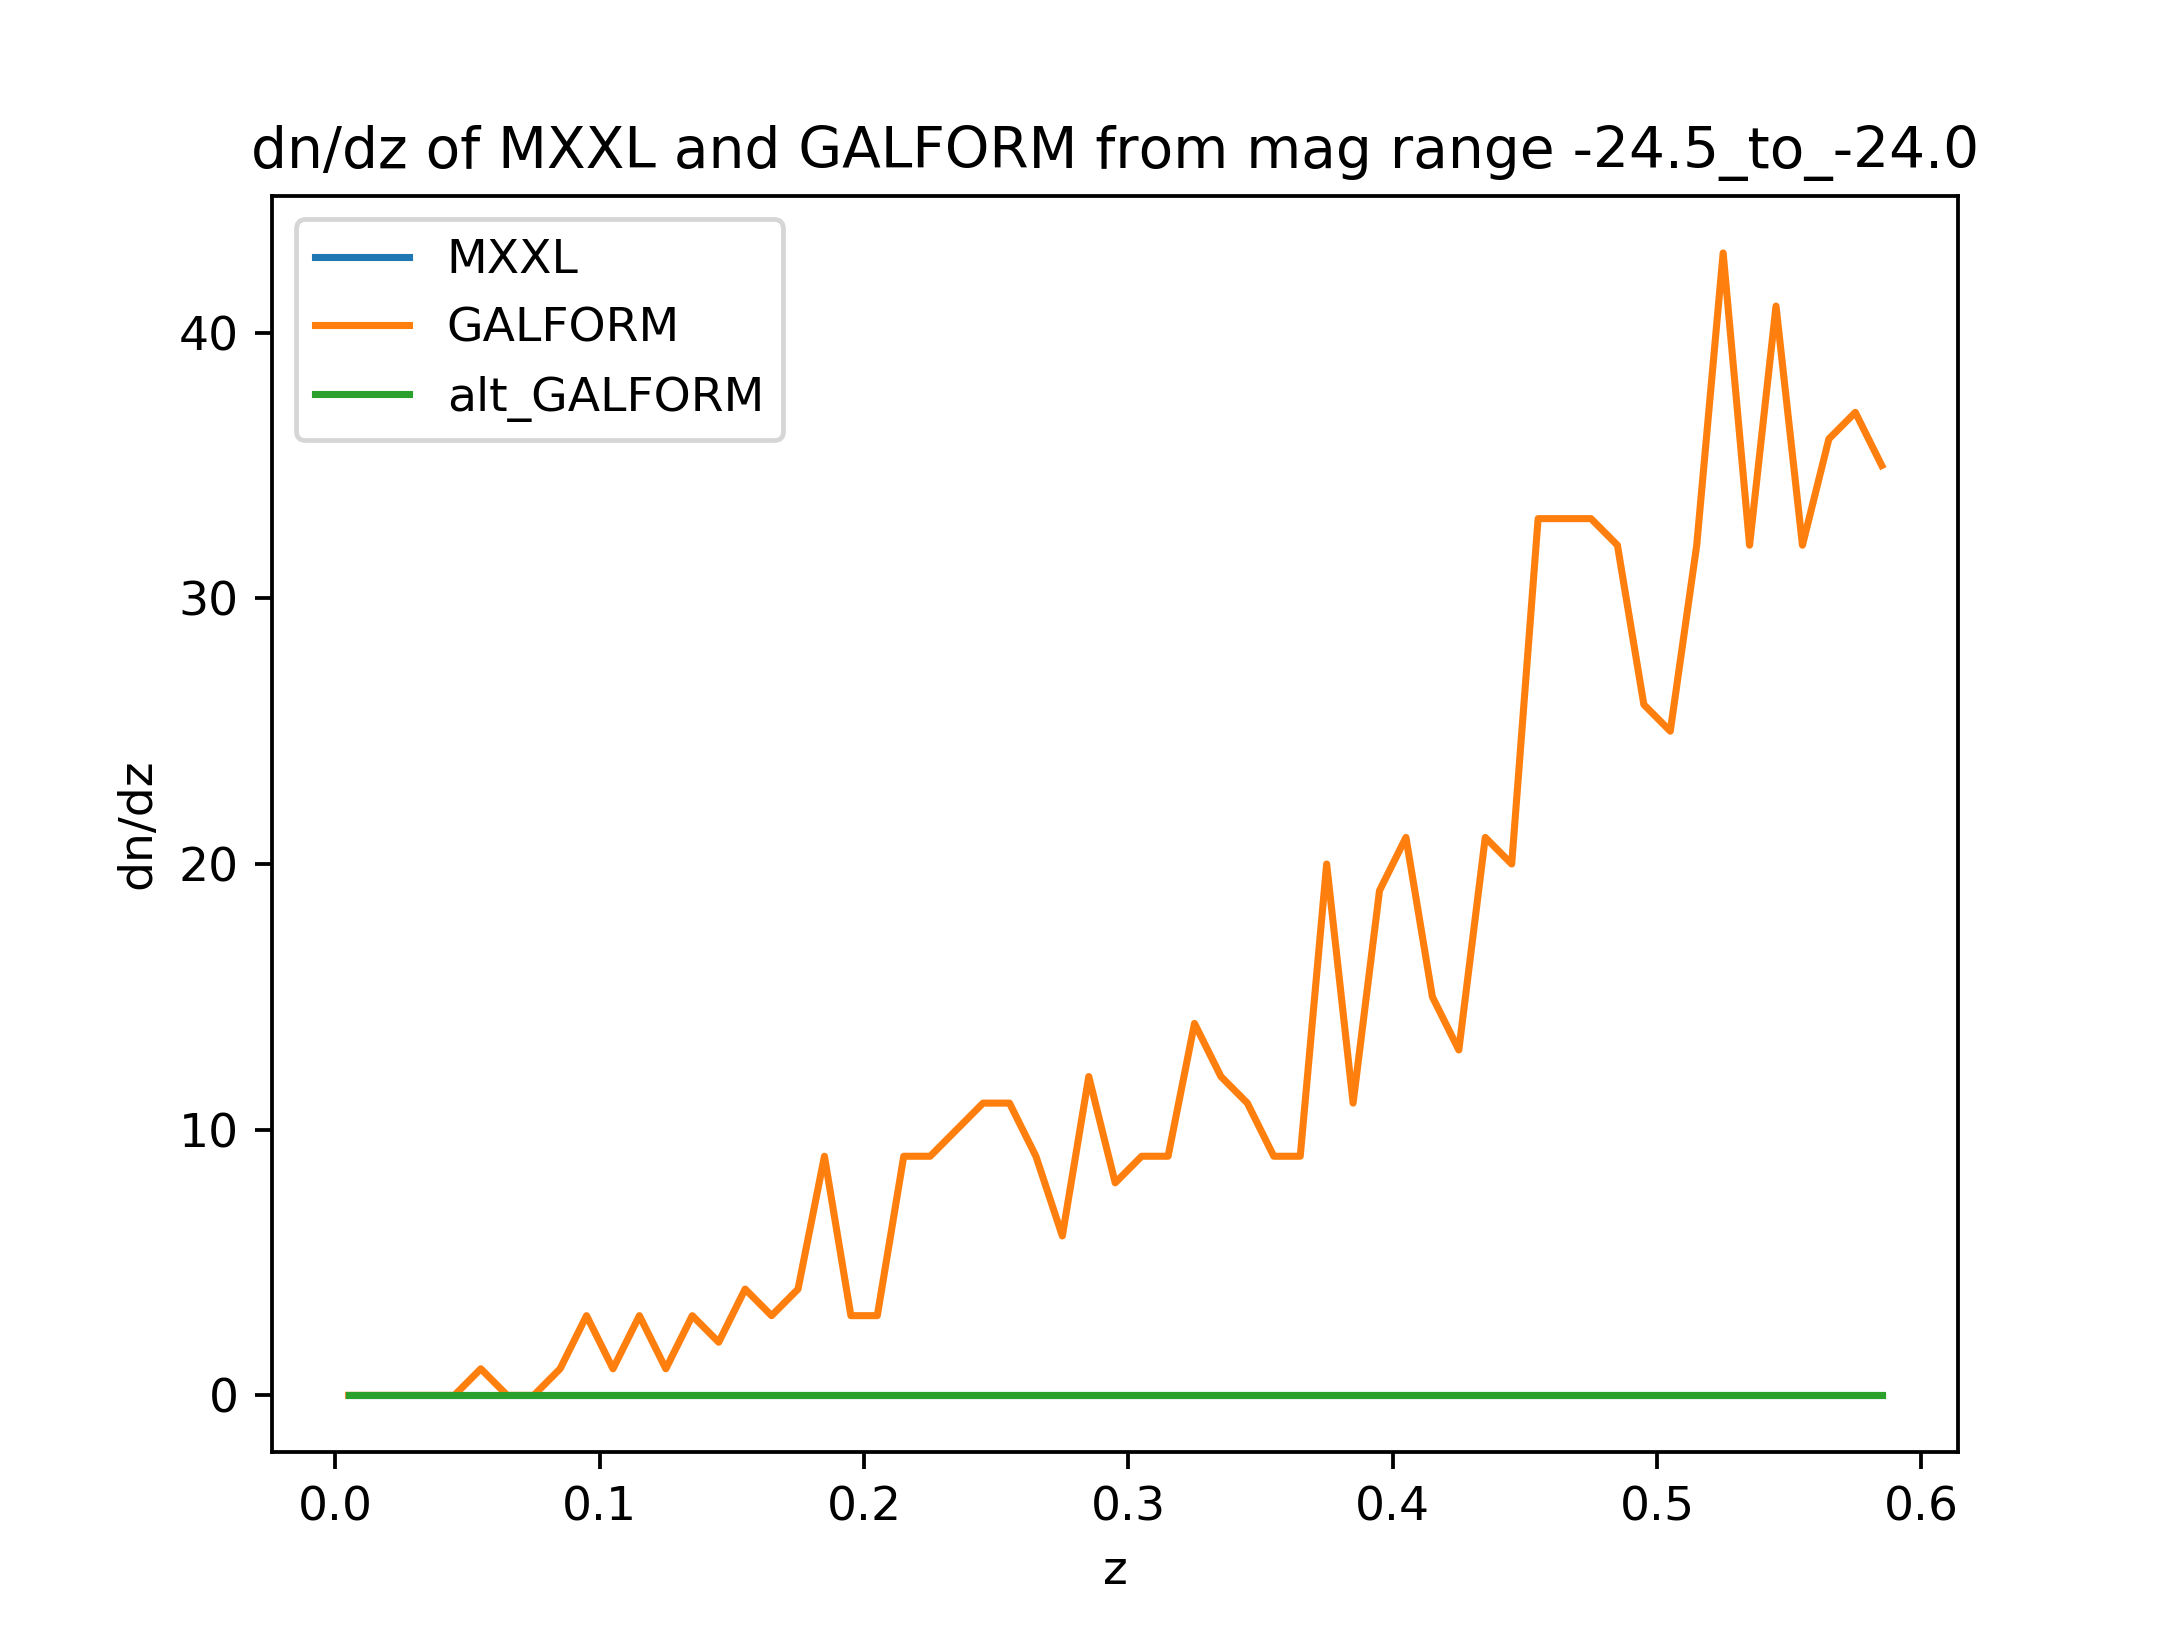 dn/dz of MXXL and GALFORM from mag range -24.5_to_-24.0
MXXL
GALFORM
alt_GALFORM
dn/dz
40
30
20
10
0
0.0 0.1 0.2 0.3 0.4 0.5 0.6
z